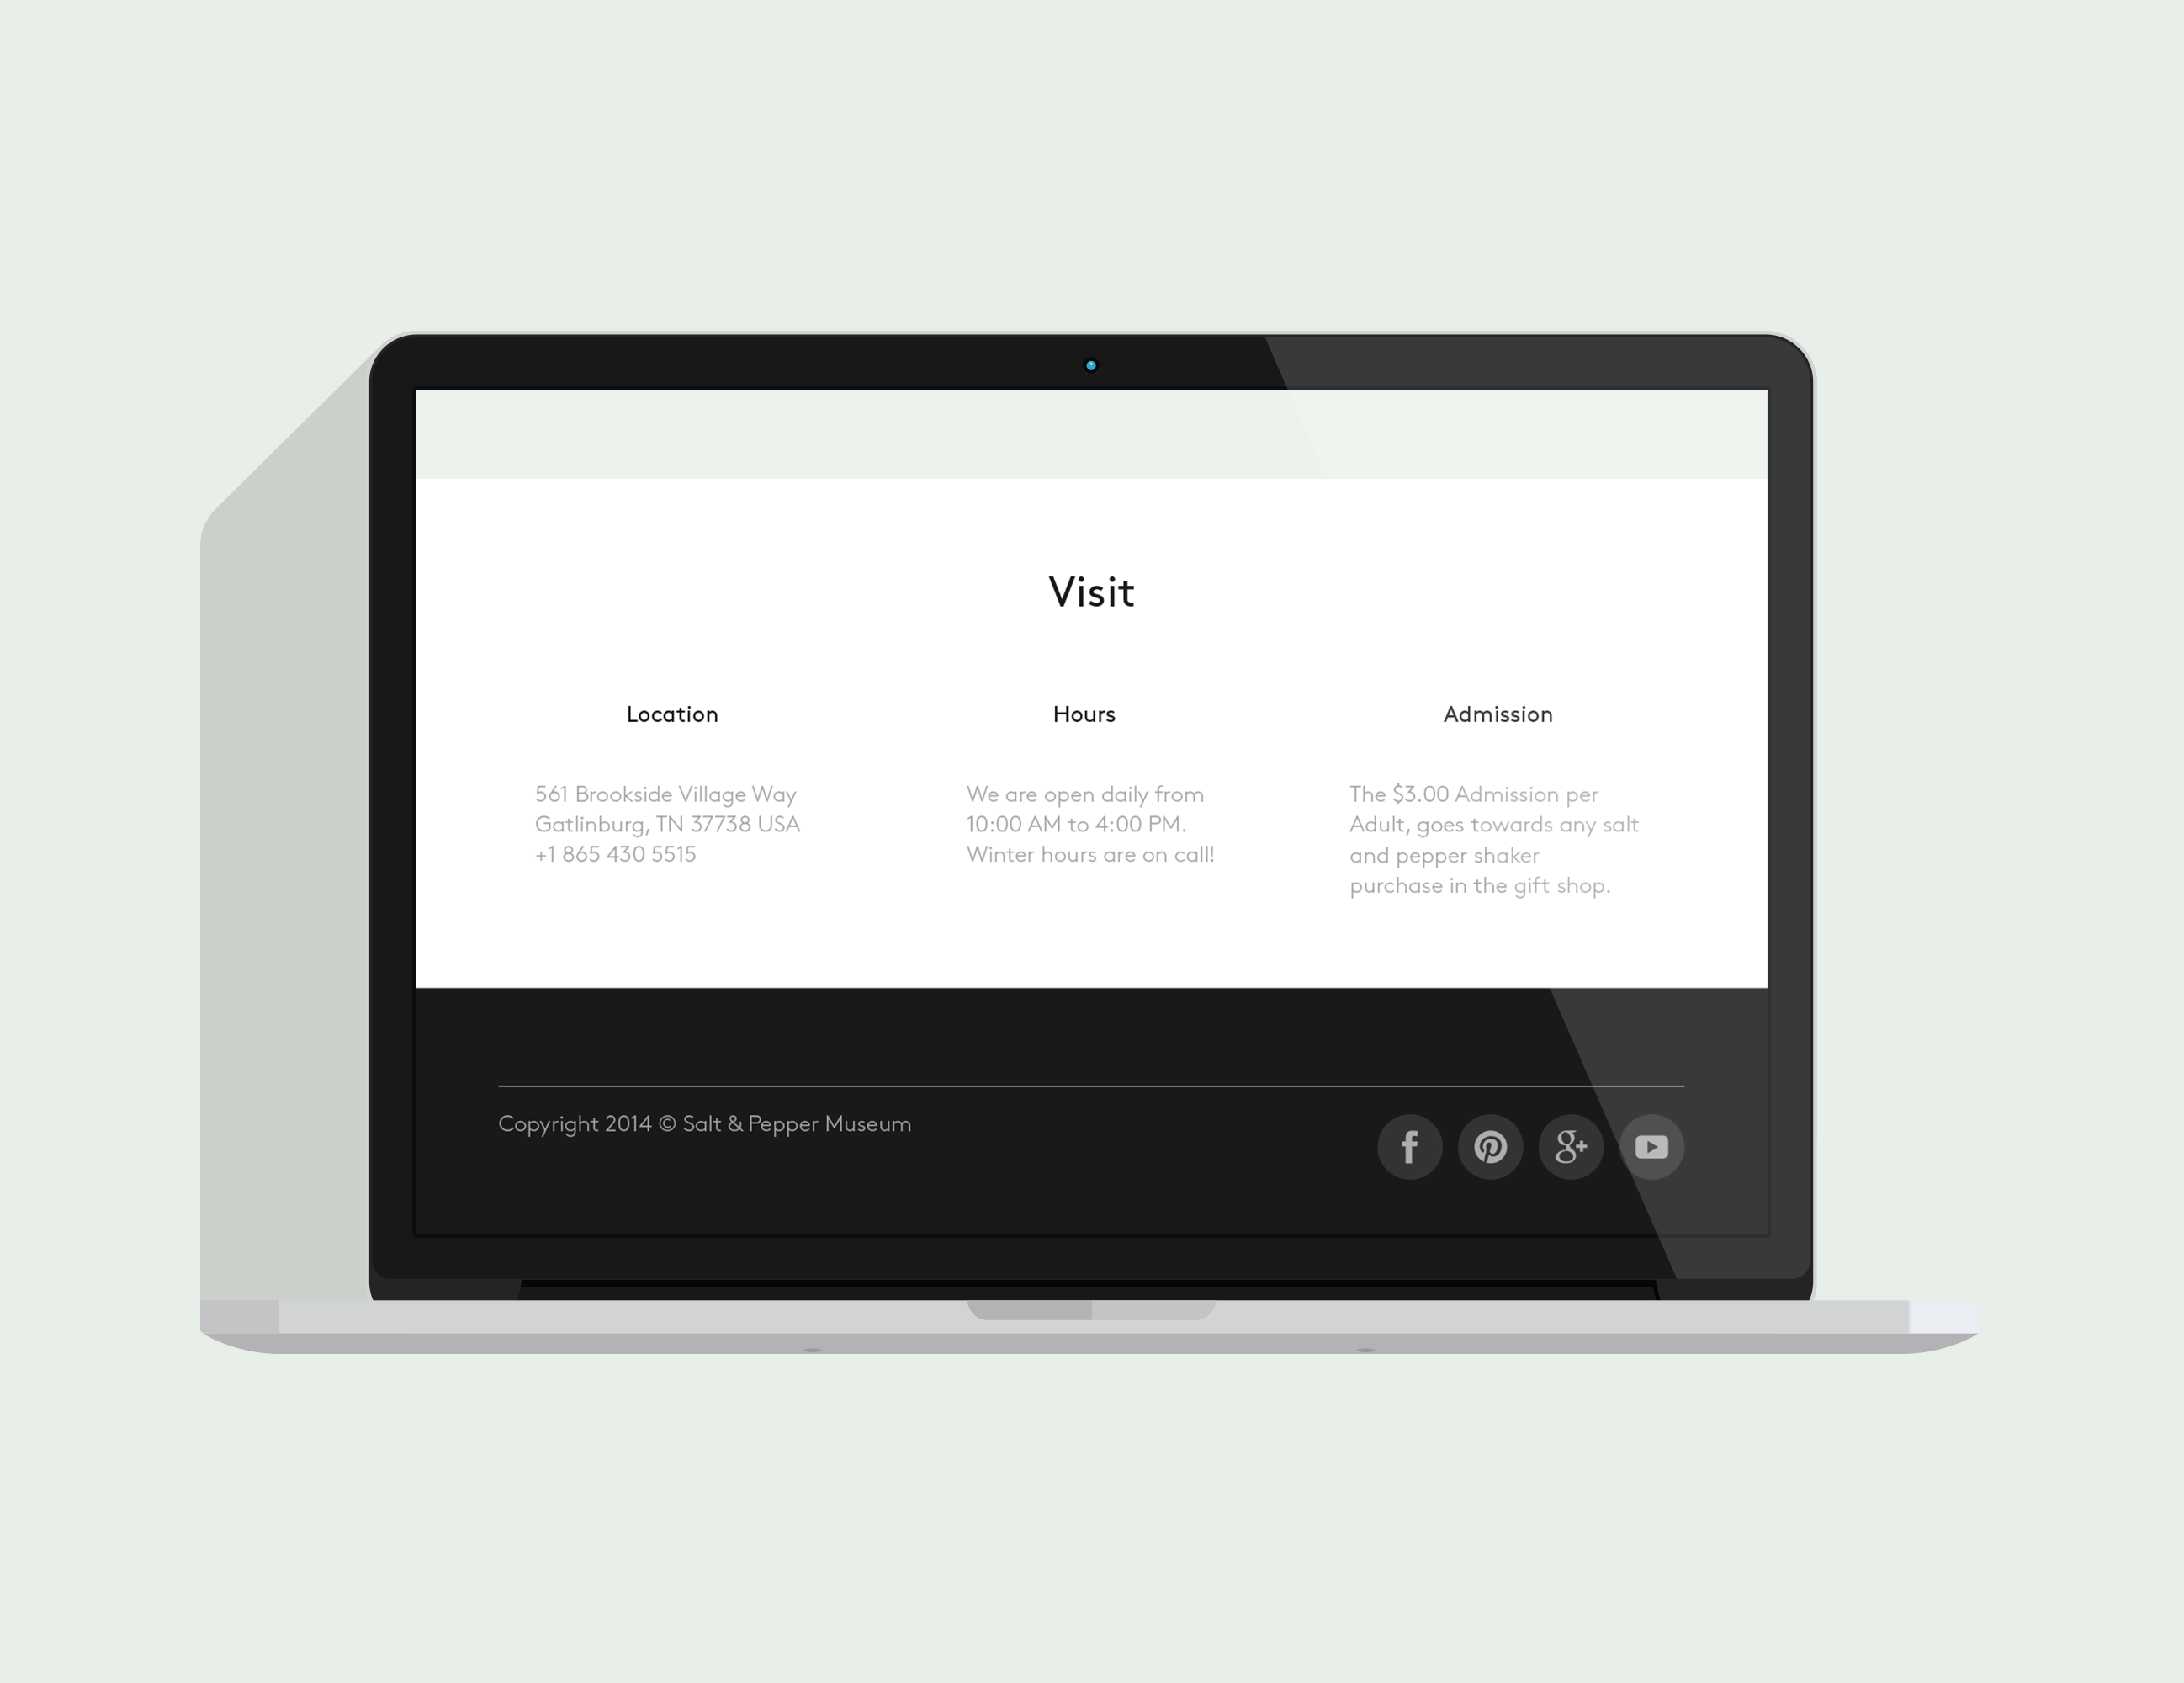 Visit
Location
561 Brookside Village Way
Gatlinburg, TN 37738 USA
+1 865 430 5515
Hours
We are open daily from
10:00 AM to 4:00 PM.
Winter hours are on call!
Admission
The $3.00 Admission per
Adult, goes towards any salt
and pepper shaker
purchase in the gift shop.
Copyright 2014 © Salt & Pepper Museum
f
g+